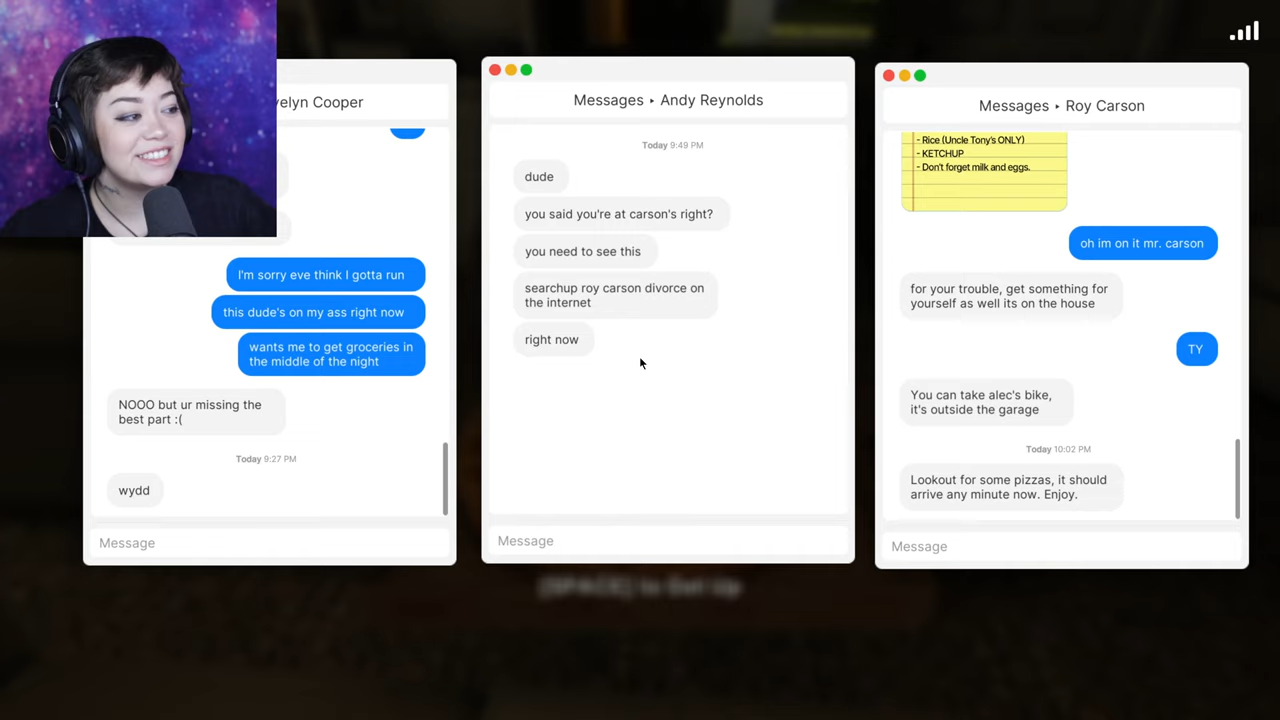 velyn Cooper
I'm sorry eve think I gotta run
this dude's on my ass right now
wants me to get groceries in
the middle of the night
NOOO but ur missing the
best part :(
Today 9:27 PM
wydd
Message
Messages ‣ Andy Reynolds
Today 9:49 PM
dude
you said you're at carson's right?
you need to see this
searchup roy carson divorce on
the internet
right now
Message
Messages ‣ Roy Carson
- Rice (Uncle Tony's ONLY)
- KETCHUP
- Don't forget milk and eggs.
oh im on it mr. carson
for your trouble, get something for
yourself as well its on the house
TY
You can take alec's bike,
it's outside the garage
Today 10:02 PM
Lookout for some pizzas, it should
arrive any minute now. Enjoy.
Message
[SPACE] to Get Up